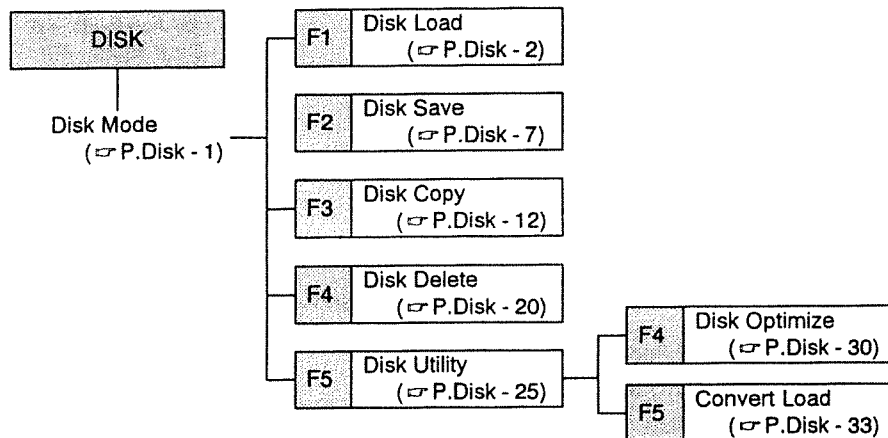 DISK
Disk Mode
(☞ P.Disk - 1)
F1
Disk Load
(☞ P.Disk - 2)
F2
Disk Save
(☞ P.Disk - 7)
F3
Disk Copy
(☞ P.Disk - 12)
F4
Disk Delete
(☞ P.Disk - 20)
F5
Disk Utility
(☞ P.Disk - 25)
F4
Disk Optimize
(☞ P.Disk - 30)
F5
Convert Load
(☞ P.Disk - 33)